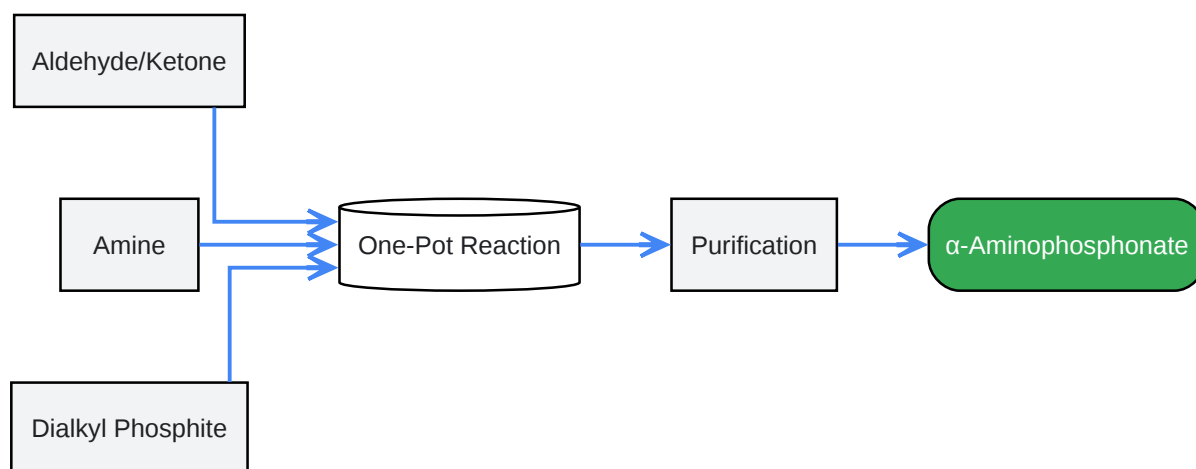 Aldehyde/Ketone
Amine
One-Pot Reaction
Purification
α-Aminophosphonate
Dialkyl Phosphite